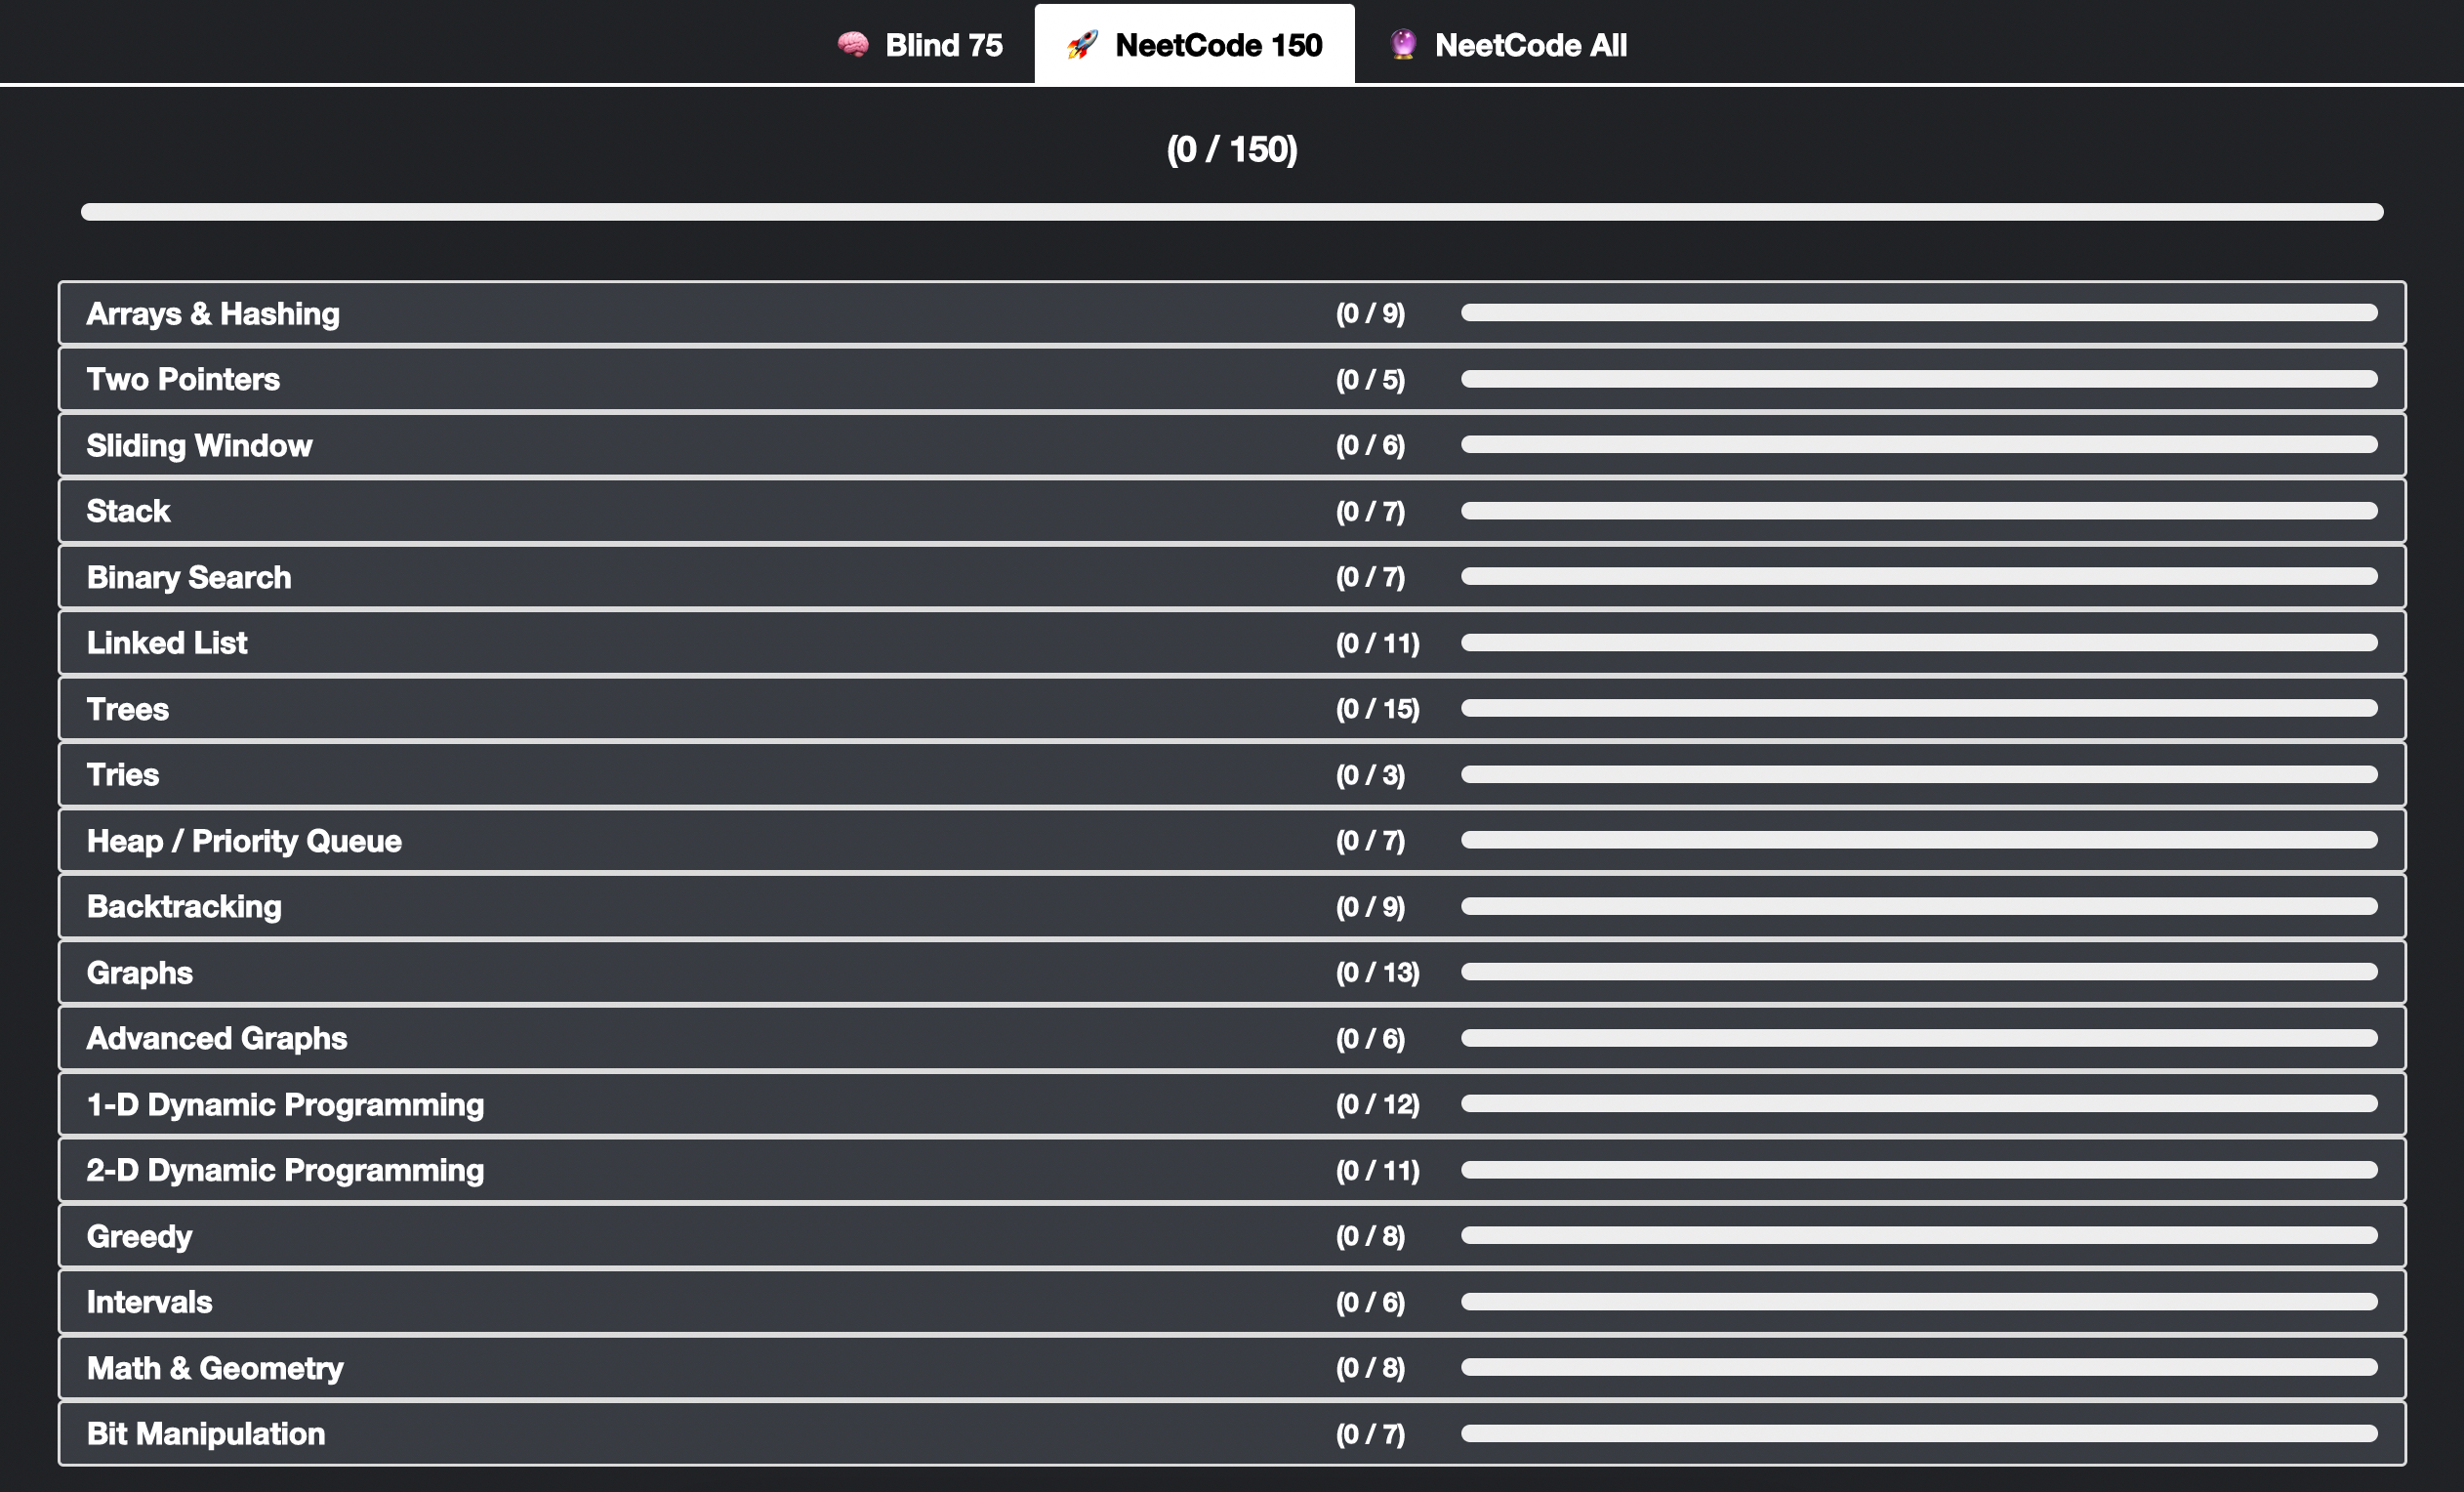 Blind 75 NeetCode 150 NeetCode All
(0 / 150)
Arrays & Hashing (0 / 9)
Two Pointers (0 / 5)
Sliding Window (0 / 6)
Stack (0 / 7)
Binary Search (0 / 7)
Linked List (0 / 11)
Trees (0 / 15)
Tries (0 / 3)
Heap / Priority Queue (0 / 7)
Backtracking (0 / 9)
Graphs (0 / 13)
Advanced Graphs (0 / 6)
1-D Dynamic Programming (0 / 12)
2-D Dynamic Programming (0 / 11)
Greedy (0 / 8)
Intervals (0 / 6)
Math & Geometry (0 / 8)
Bit Manipulation (0 / 7)